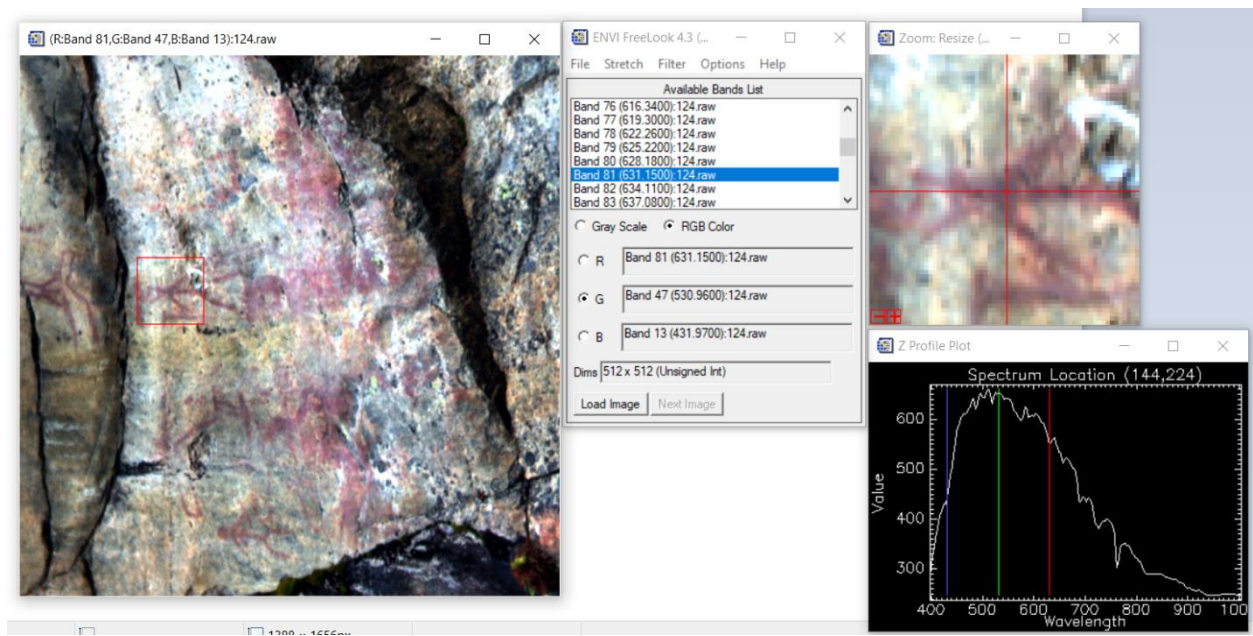 (R:Band 81,G:Band 47,B:Band 13):124.raw
ENVI FreeLook 4.3 (...
File Stretch Filter Options Help
Available Bands List
Band 76 (616.3400):124.raw
Band 77 (619.3000):124.raw
Band 78 (622.2600):124.raw
Band 79 (625.2200):124.raw
Band 80 (628.1800):124.raw
Band 81 (631.1500):124.raw
Band 82 (634.1100):124.raw
Band 83 (637.0800):124.raw
Gray Scale RGB Color
R Band 81 (631.1500):124.raw
G Band 47 (530.9600):124.raw
B Band 13 (431.9700):124.raw
Dims 512 x 512 (Unsigned Int)
Load Image Next Image
Zoom: Resize (...
Z Profile Plot
Spectrum Location (144,224)
Value
600
500
400
300
400 500 600 700 800 900 100
Wavelength
1289 × 1656px